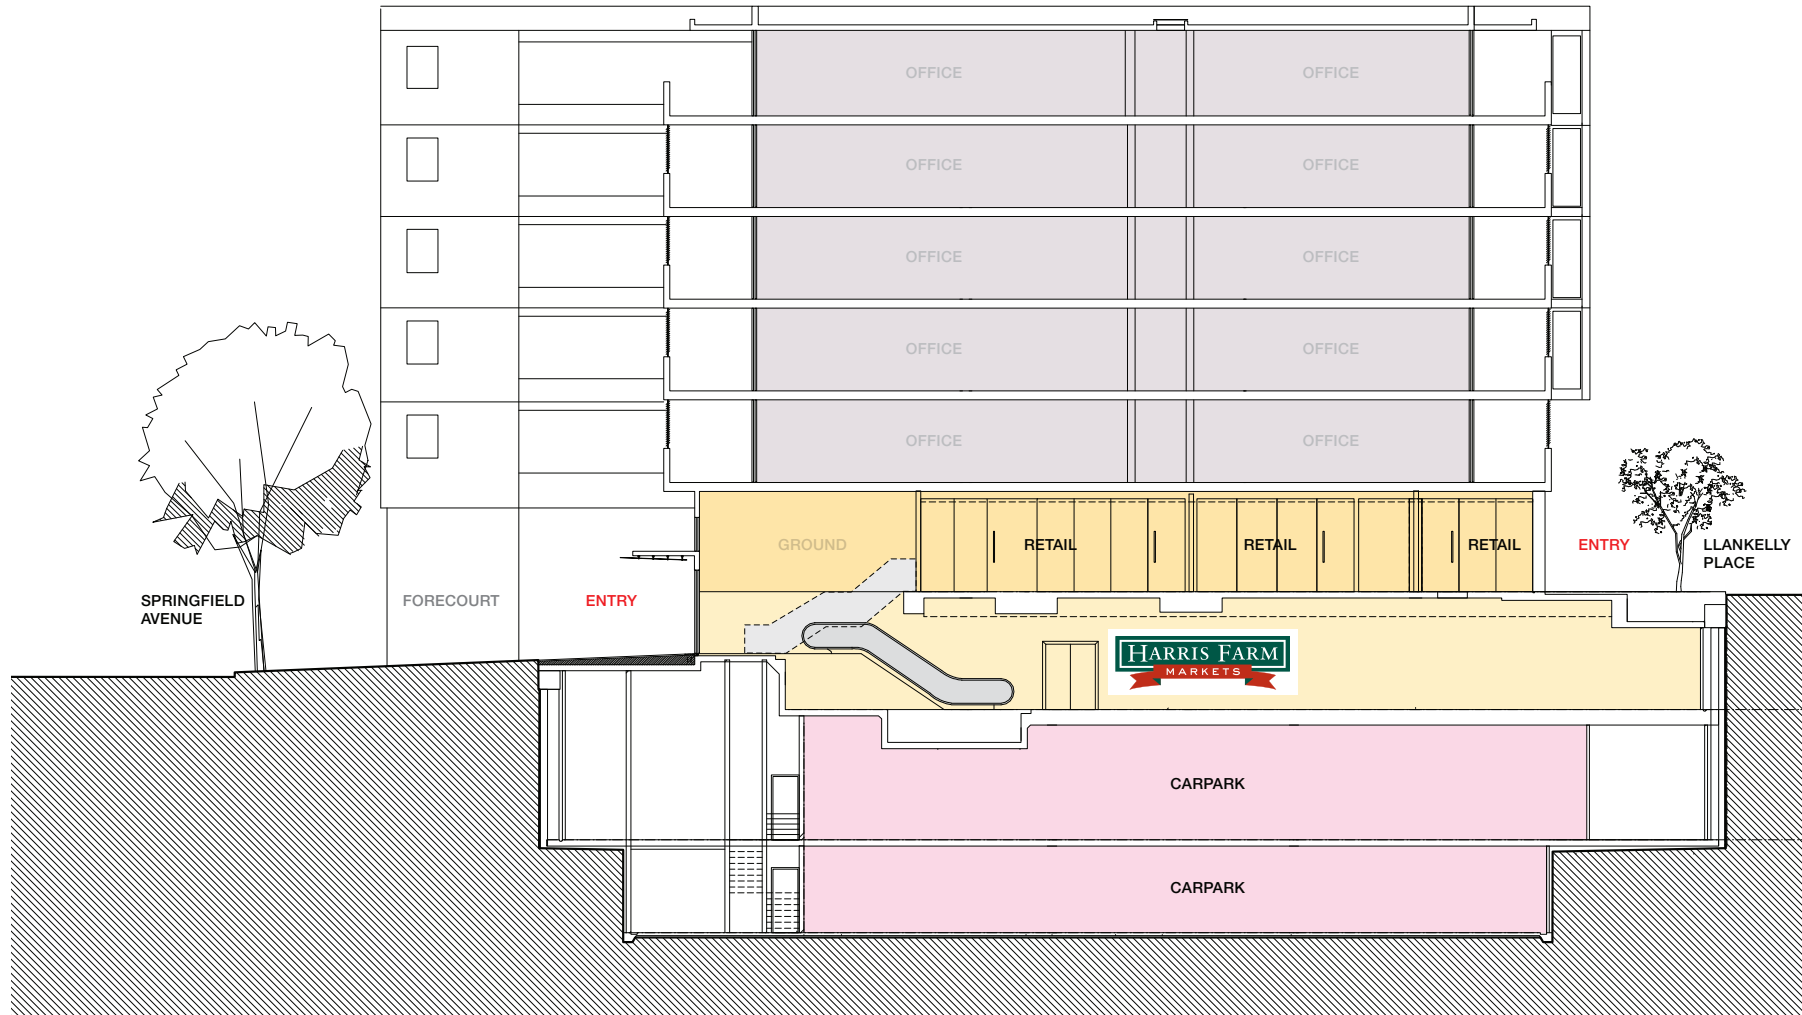 OFFICE OFFICE
OFFICE OFFICE
OFFICE OFFICE
OFFICE OFFICE
OFFICE OFFICE
GROUND RETAIL RETAIL RETAIL ENTRY LLANKELLY
PLACE
SPRINGFIELD
AVENUE
FORECOURT ENTRY
HARRIS FARM
MARKETS
CARPARK
CARPARK